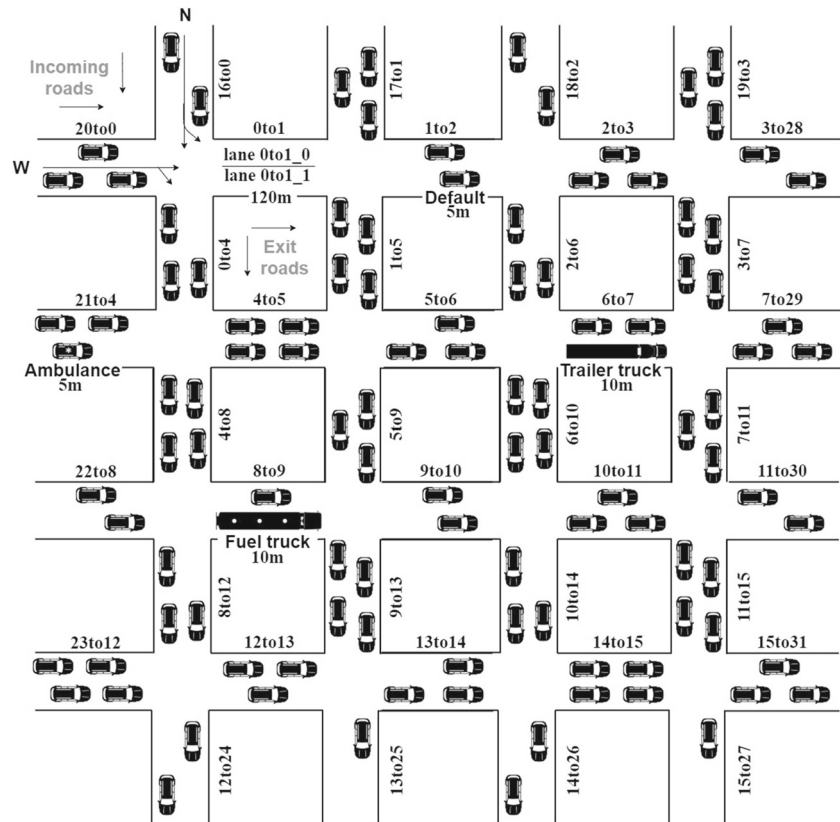 N
Incoming
roads
16to0
17to1
18to2
19to3
20to0
0to1
1to2
2to3
3to28
W
lane 0to1_0
lane 0to1_1
120m
Default
5m
0to4
Exit
roads
1to5
2to6
3to7
21to4
4to5
5to6
6to7
7to29
Ambulance
5m
Trailer truck
10m
4to8
5to9
6to10
7to11
22to8
8to9
9to10
10to11
11to30
Fuel truck
10m
8to12
9to13
10to14
11to15
23to12
12to13
13to14
14to15
15to31
12to24
13to25
14to26
15to27